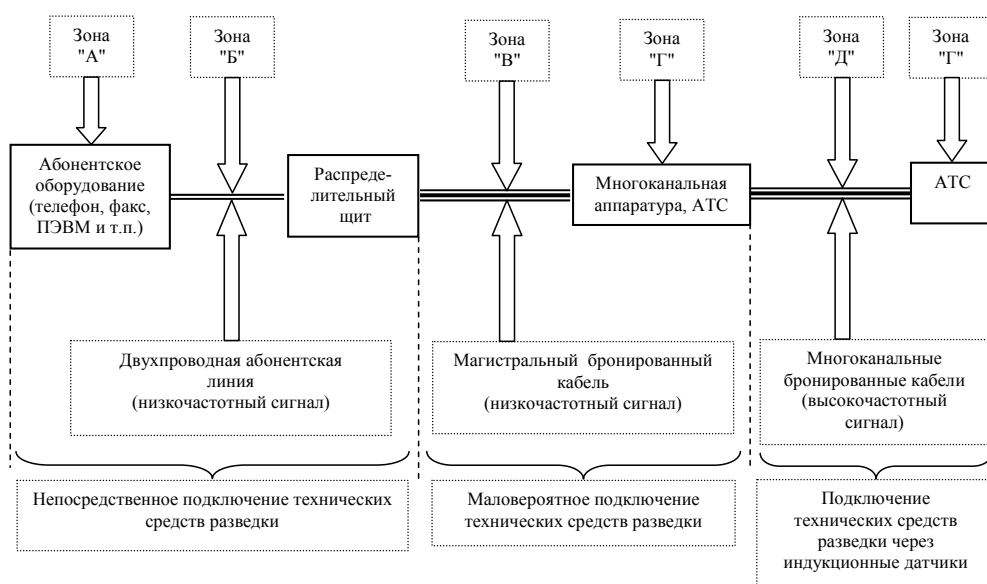 Зона
"А"
Зона
"Б"
Зона
"В"
Зона
"Г"
Зона
"Д"
Зона
"Г"
Абонентское
оборудование
(телефон, факс,
ПЭВМ и т.п.)
Распреде-
лительный
щит
Многоканальная
аппаратура, АТС
АТС
Двухпроводная абонентская
линия
(низкочастотный сигнал)
Магистральный бронированный
кабель
(низкочастотный сигнал)
Многоканальные
бронированные кабели
(высокочастотный
сигнал)
Непосредственное подключение технических
средств разведки
Маловероятное подключение
технических средств разведки
Подключение
технических средств
разведки через
индукционные датчики